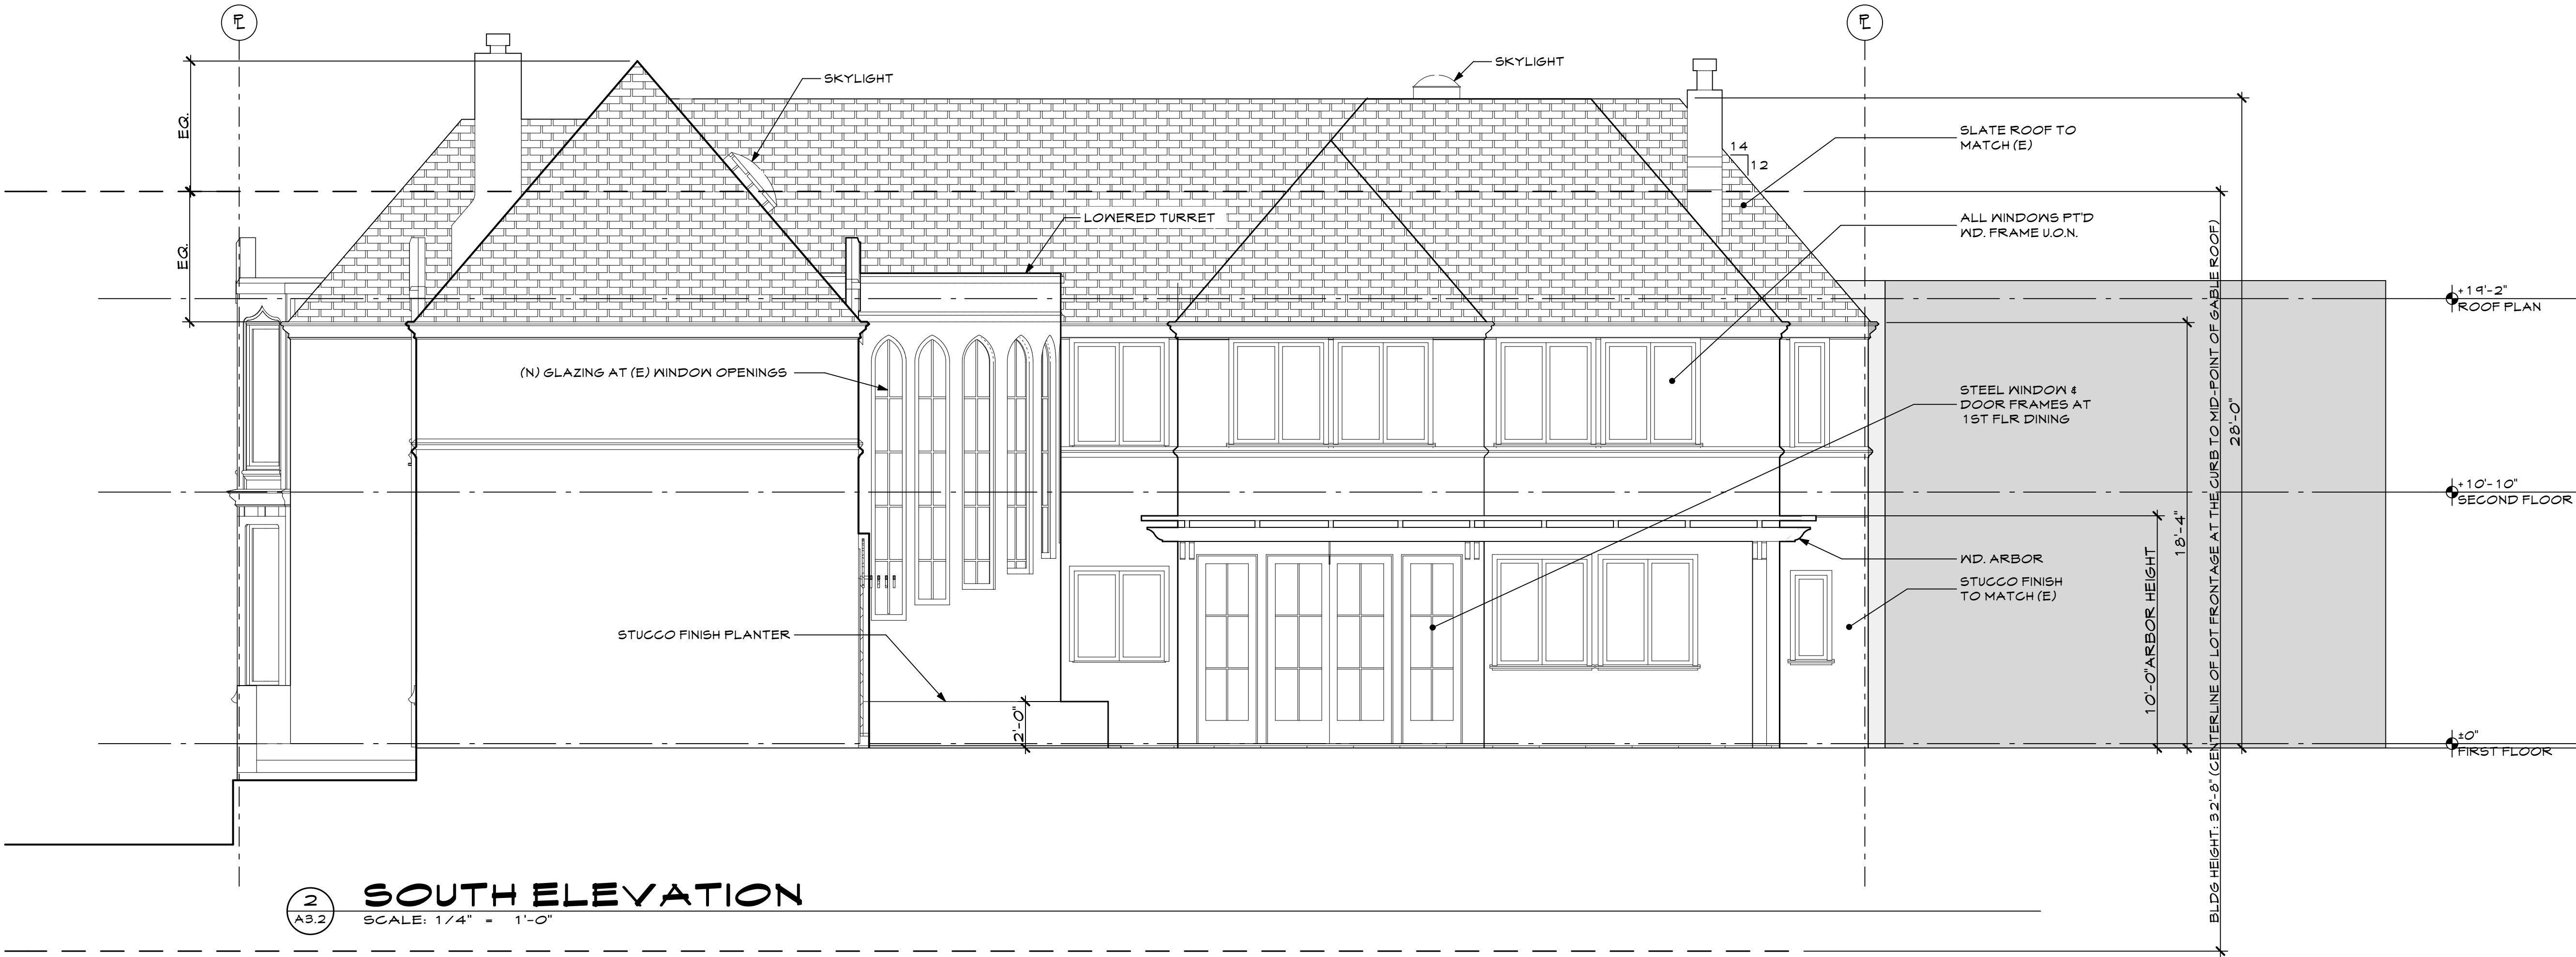 PL
PL
SKYLIGHT
SKYLIGHT
EQ.
EQ.
SLATE ROOF TO
MATCH (E)
14
12
LOWERED TURRET
ALL WINDOWS PT'D
WD. FRAME U.O.N.
+19'-2"
ROOF PLAN
(N) GLAZING AT (E) WINDOW OPENINGS
STEEL WINDOW &
DOOR FRAMES AT
1ST FLR DINING
28'-0"
+10'-10"
SECOND FLOOR
18'-4"
WD. ARBOR
STUCCO FINISH
TO MATCH (E)
10'-0" ARBOR HEIGHT
STUCCO FINISH PLANTER
2'-0"
±0"
FIRST FLOOR
BLDG HEIGHT: 32'-8" (CENTERLINE OF LOT FRONTAGE AT THE CURB TO MID-POINT OF GABLE ROOF)
2
A3.2
SOUTH ELEVATION
SCALE: 1/4" = 1'-0"